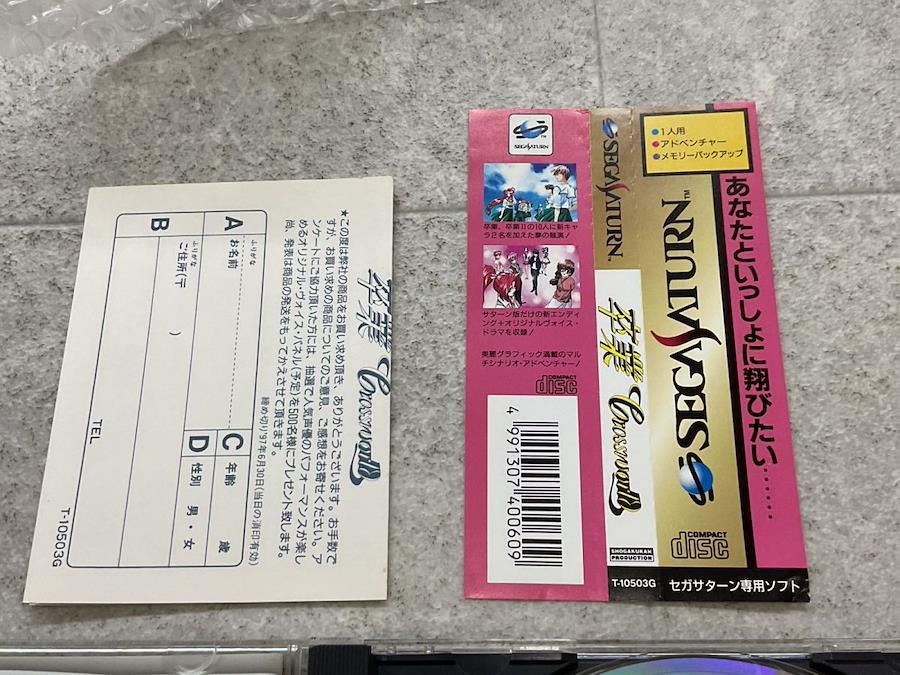 卒業 Crossworld
★この度は弊社の商品をお買い求め頂き、ありがとうございます。お手数で
すが、お買い求めの商品についてのご意見、ご感想をお寄せください。ア
ンケートにご協力頂いた方には、抽選で人気声優のパフォーマンスが楽し
めるオリジナル・ヴォイス・パネル(予定)を500名様にプレゼント致します。
尚、発表は商品の発送をもってかえさせて頂きます。
締め切り'97年6月30日(当日の消印有効)
A
ふりがな
お名前
C 年齢 歳
D 性別 男・女
B
ふりがな
ご住所(〒 )
TEL
T-10503G
SEGA SATURN
卒業、卒業IIの10人に新キャ
ラ2名を加えた夢の競演!
サターン版だけの新エンディ
ング+オリジナルヴォイス・
ドラマを収録!
美麗グラフィック満載のマル
チシナリオ・アドベンチャー!
COMPACT
disc
4 991307 400609
SEGA SATURN
卒業 Crossworld
SHOGAKUKAN
PRODUCTION
T-10503G
●1人用
●アドベンチャー
●メモリーバックアップ
SEGA SATURN™
COMPACT
disc
セガサターン専用ソフト
あなたといっしょに翔びたい……